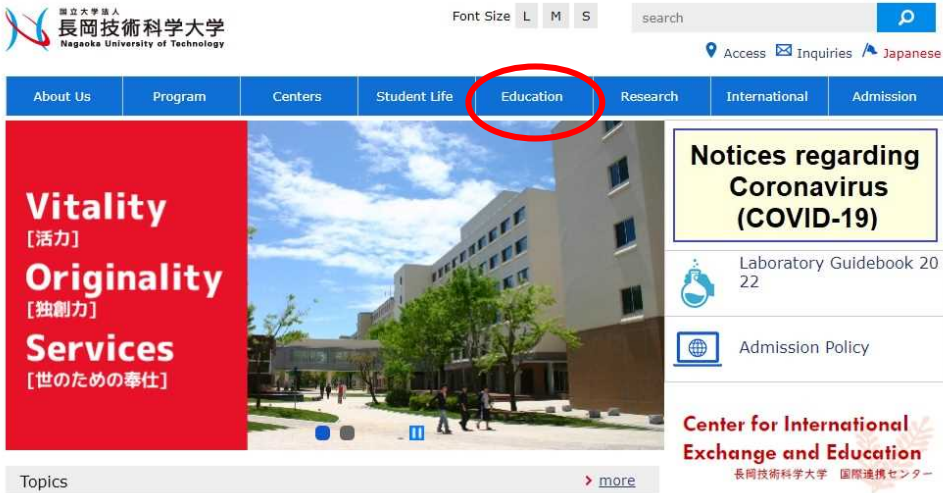 国立大学法人
長岡技術科学大学
Nagaoka University of Technology
Font Size L M S
search
Access Inquiries Japanese
About Us Program Centers Student Life Education Research International Admission
Vitality
[活力]
Originality
[独創力]
Services
[世のための奉仕]
Notices regarding
Coronavirus
(COVID-19)
Laboratory Guidebook 20
22
Admission Policy
Center for International
Exchange and Education
長岡技術科学大学 国際連携センター
Topics
more